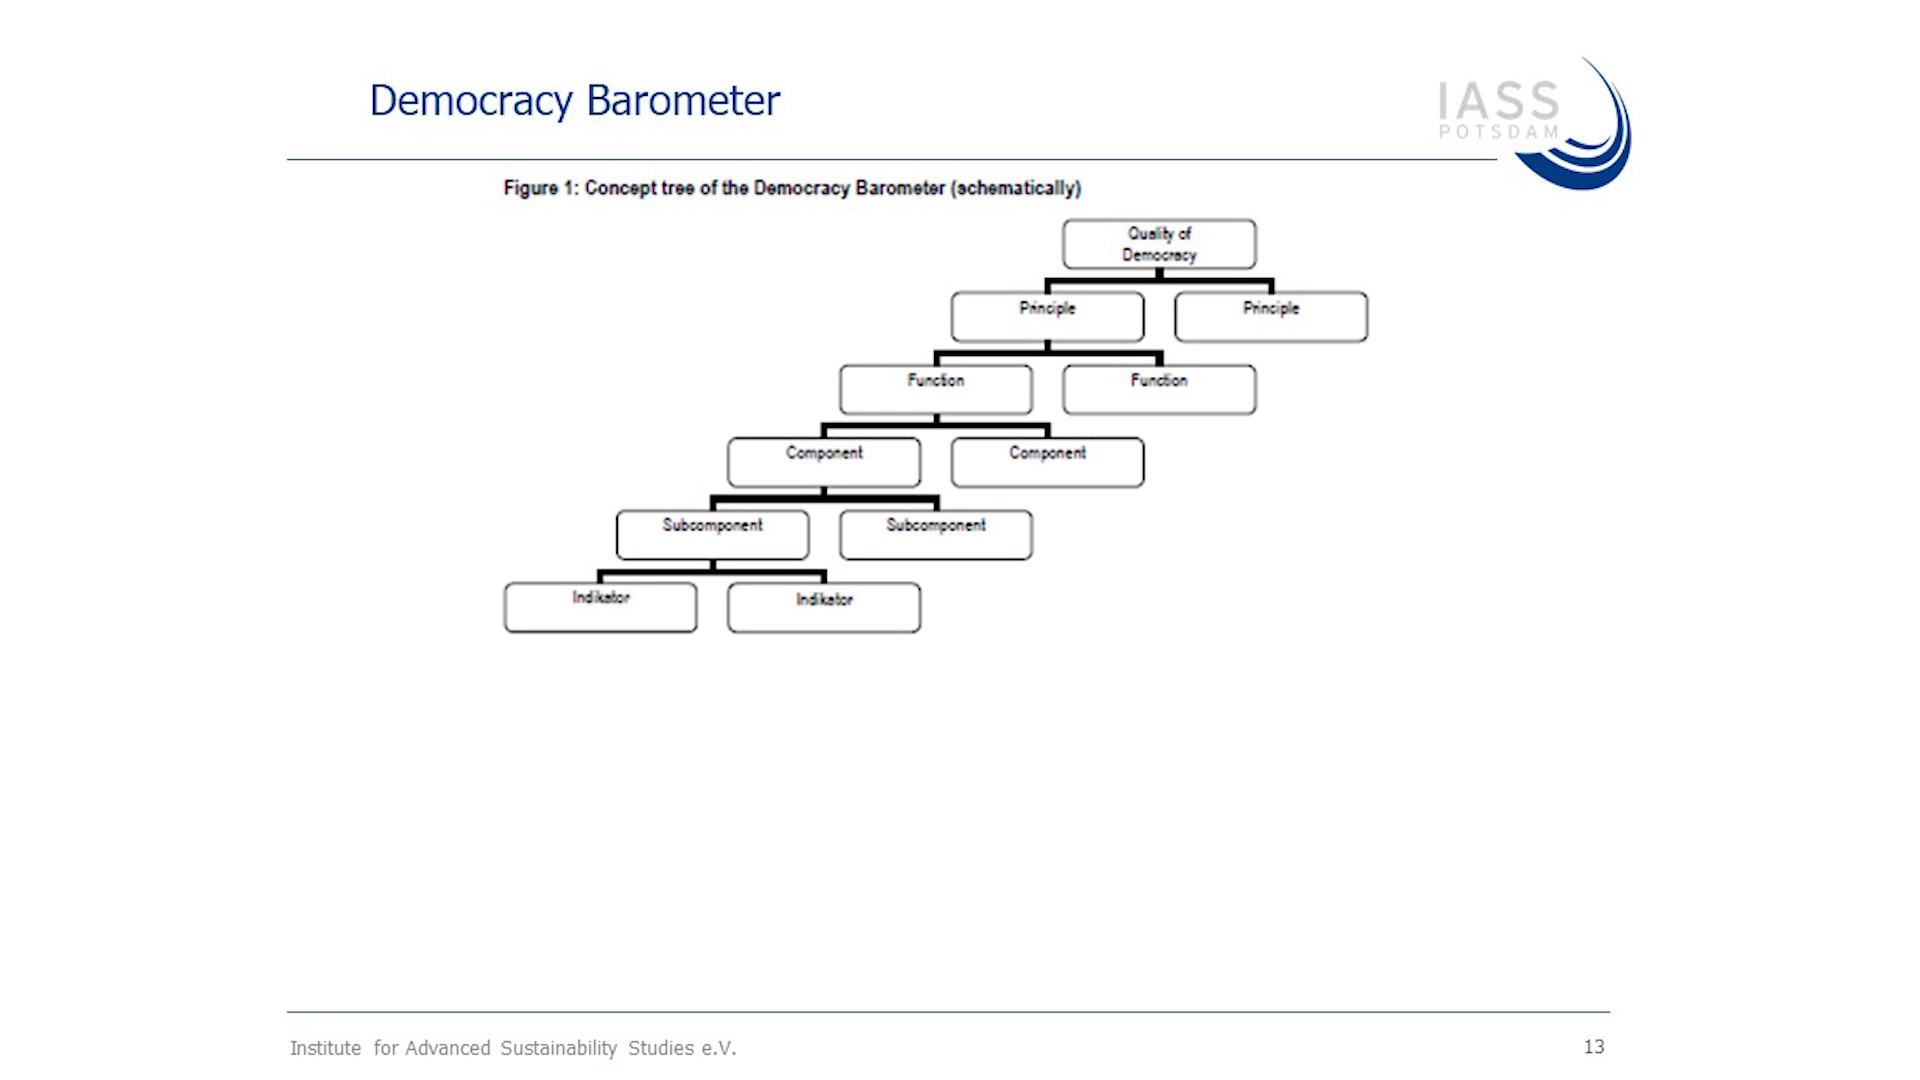 Democracy Barometer
IASS
POTSDAM
Figure 1: Concept tree of the Democracy Barometer (schematically)
Quality of
Democracy
Principle
Principle
Function
Function
Component
Component
Subcomponent
Subcomponent
Indikator
Indikator
Institute for Advanced Sustainability Studies e.V.
13